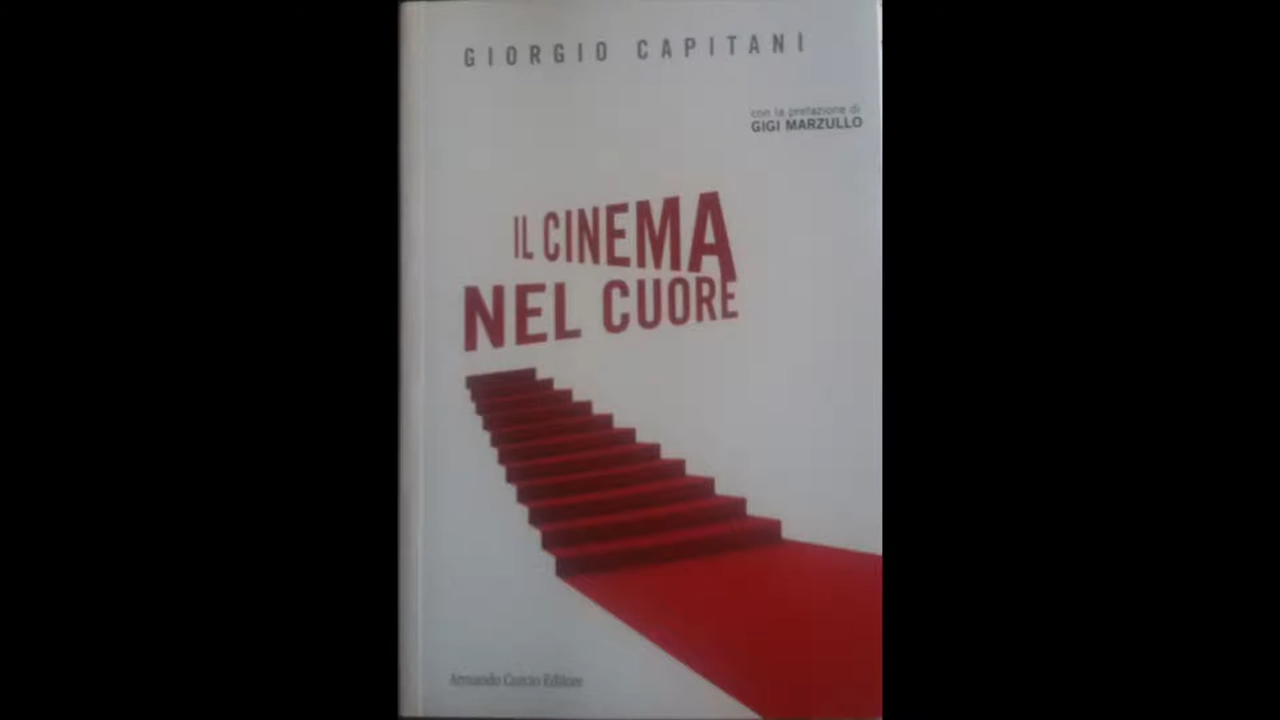 GIORGIO CAPITANI
con la prefazione di
GIGI MARZULLO
IL CINEMA
NEL CUORE
Armando Curcio Editore